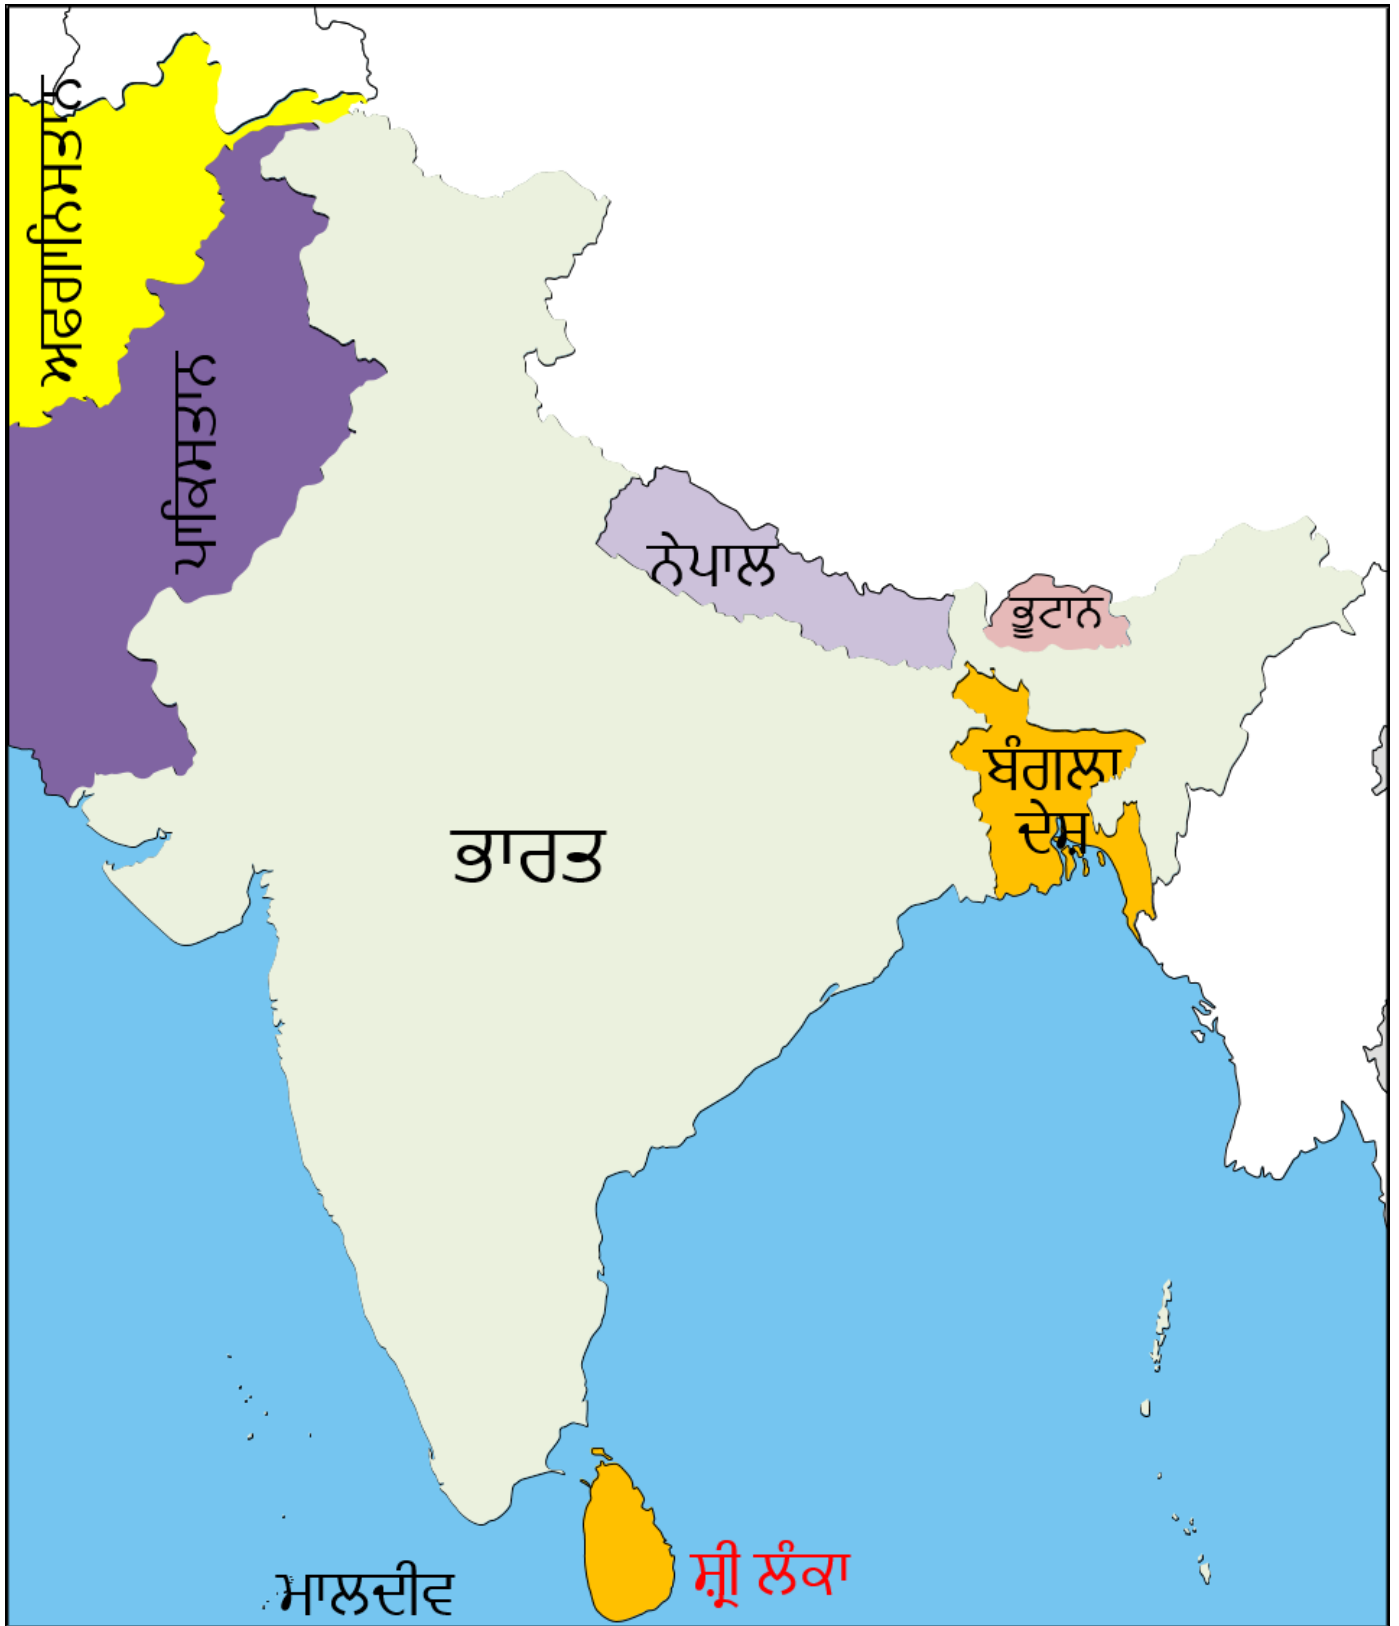 ਅਫਗਾਨਿਸਤਾਨ
ਪਾਕਿਸਤਾਨ
ਨੇਪਾਲ
ਭੂਟਾਨ
ਬੰਗਲਾ
ਦੇਸ਼
ਭਾਰਤ
ਸ਼੍ਰੀ ਲੰਕਾ
ਮਾਲਦੀਵ